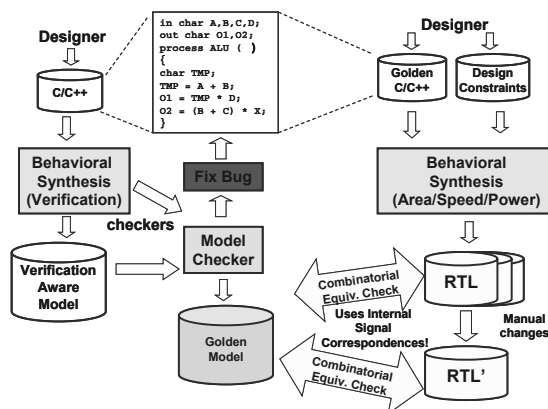 Designer
C/C++
in char A,B,C,D;
out char O1,O2;
process ALU ( )
{
char TMP;
TMP = A + B;
O1 = TMP * D;
O2 = (B + C) * X;
}
Designer
Golden
C/C++
Design
Constraints
Behavioral
Synthesis
(Verification)
Fix Bug
Behavioral
Synthesis
(Area/Speed/Power)
checkers
Model
Checker
Verification
Aware
Model
Combinatorial
Equiv. Check
RTL
Uses Internal
Signal
Correspondences!
Manual
changes
Golden
Model
Combinatorial
Equiv. Check
RTL'